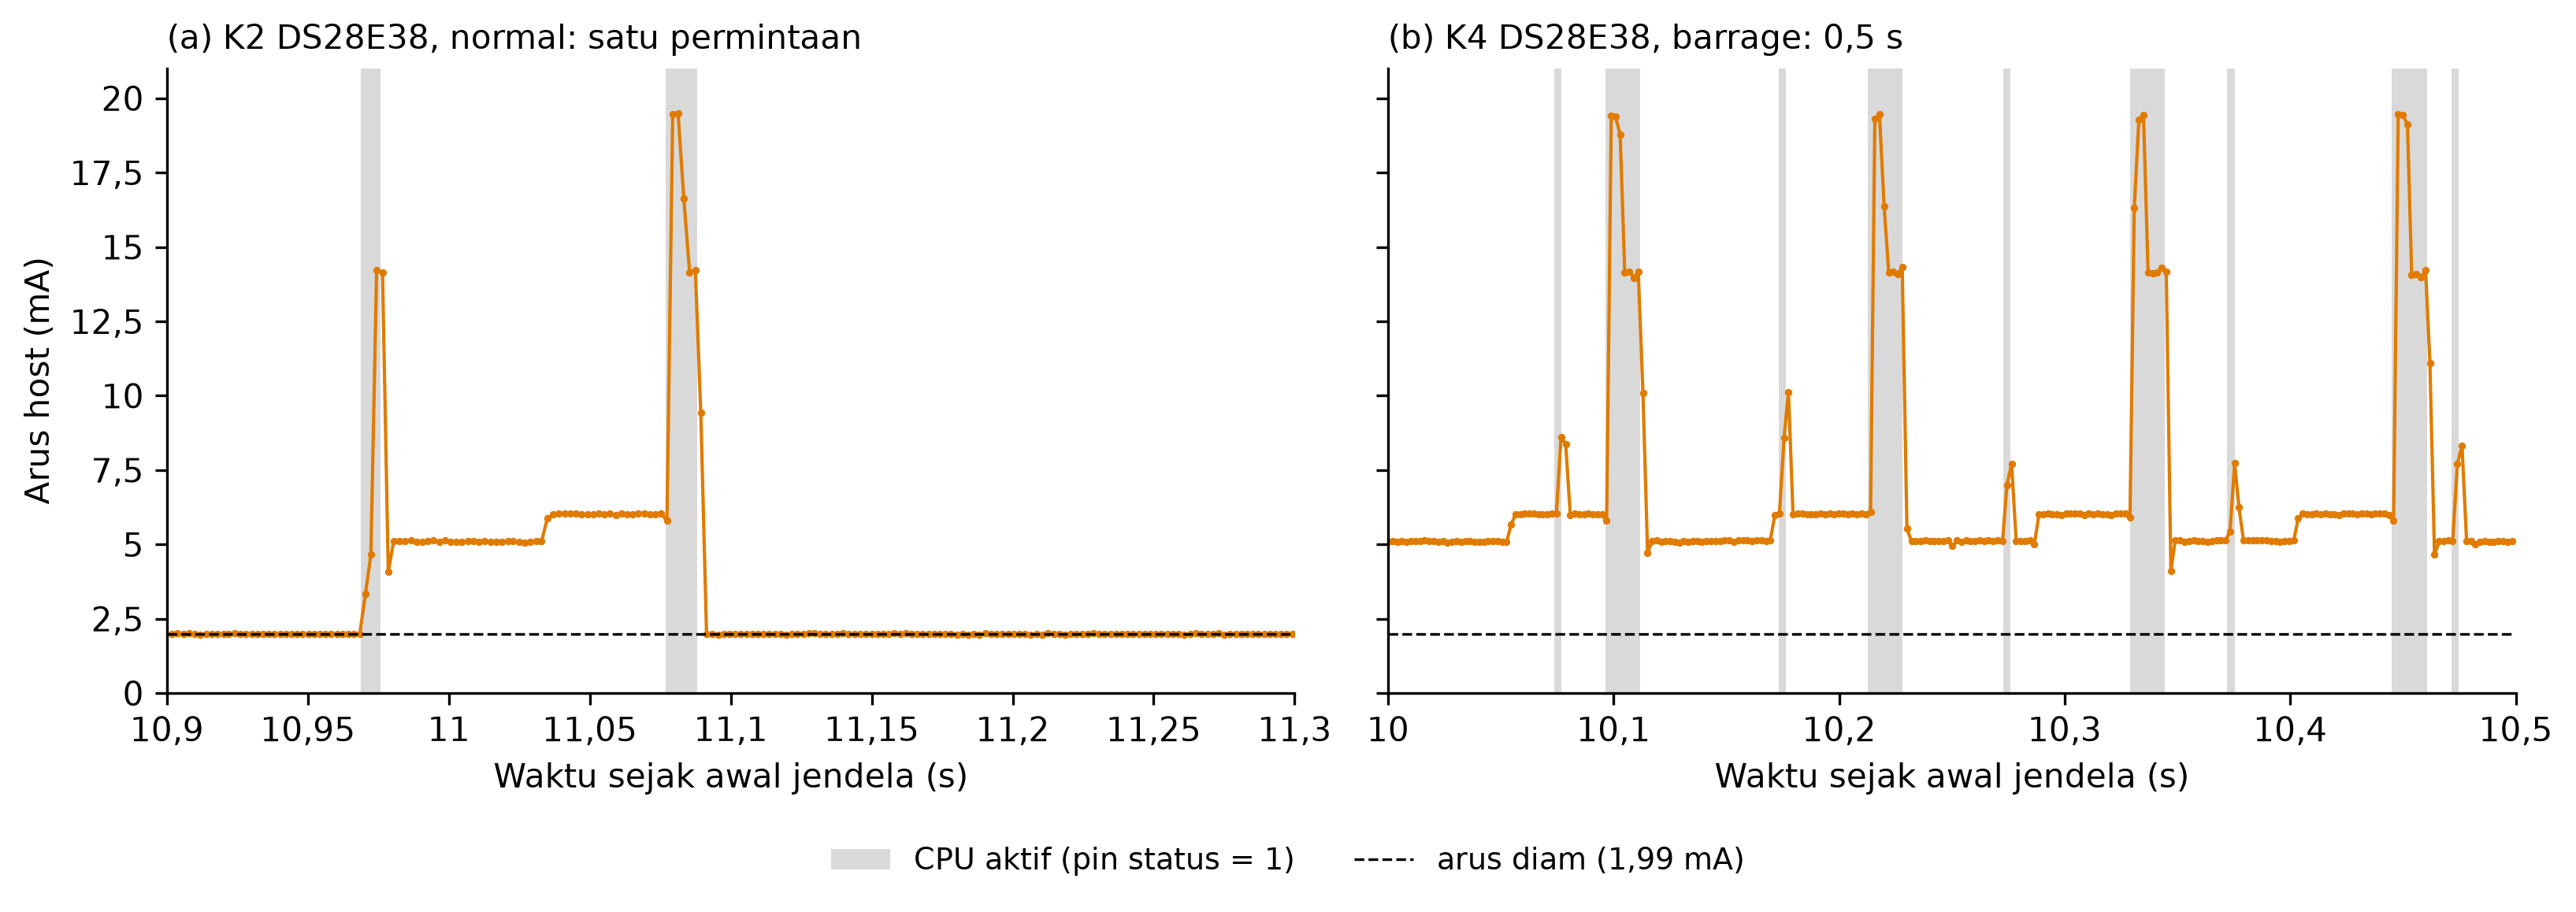 (a) K2 DS28E38, normal: satu permintaan
(b) K4 DS28E38, barrage: 0,5 s
Arus host (mA)
20
17,5
15
12,5
10
7,5
5
2,5
0
10,9 10,95 11 11,05 11,1 11,15 11,2 11,25 11,3
10 10,1 10,2 10,3 10,4 10,5
Waktu sejak awal jendela (s)
Waktu sejak awal jendela (s)
CPU aktif (pin status = 1)
arus diam (1,99 mA)